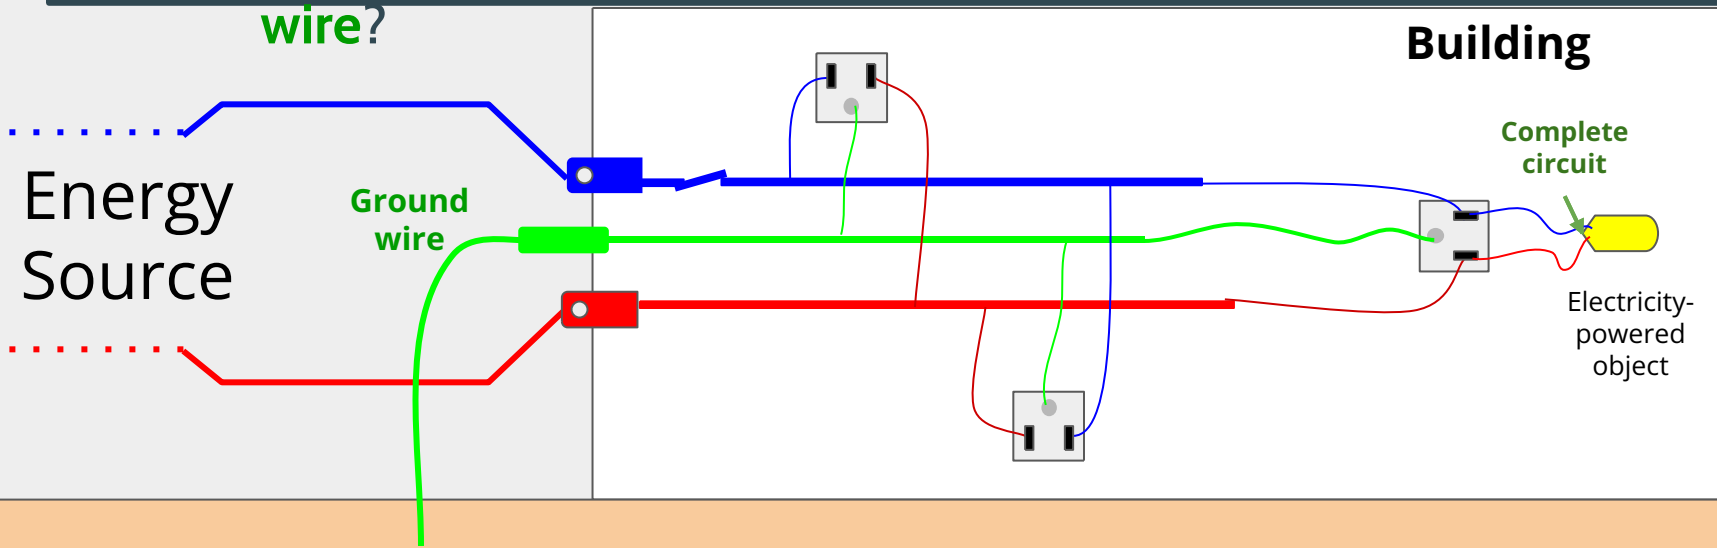 wire?
Building
Energy
Source
Ground
wire
Complete
circuit
Electricity-
powered
object